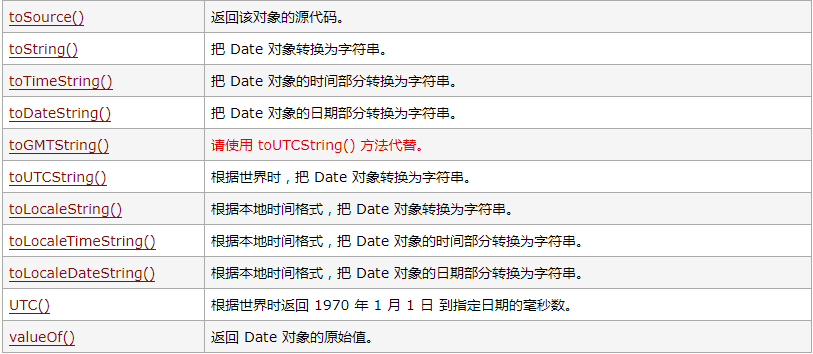 toSource() 返回该对象的源代码。
toString() 把 Date 对象转换为字符串。
toTimeString() 把 Date 对象的时间部分转换为字符串。
toDateString() 把 Date 对象的日期部分转换为字符串。
toGMTString() 请使用 toUTCString() 方法代替。
toUTCString() 根据世界时，把 Date 对象转换为字符串。
toLocaleString() 根据本地时间格式，把 Date 对象转换为字符串。
toLocaleTimeString() 根据本地时间格式，把 Date 对象的时间部分转换为字符串。
toLocaleDateString() 根据本地时间格式，把 Date 对象的日期部分转换为字符串。
UTC() 根据世界时返回 1970 年 1 月 1 日 到指定日期的毫秒数。
valueOf() 返回 Date 对象的原始值。